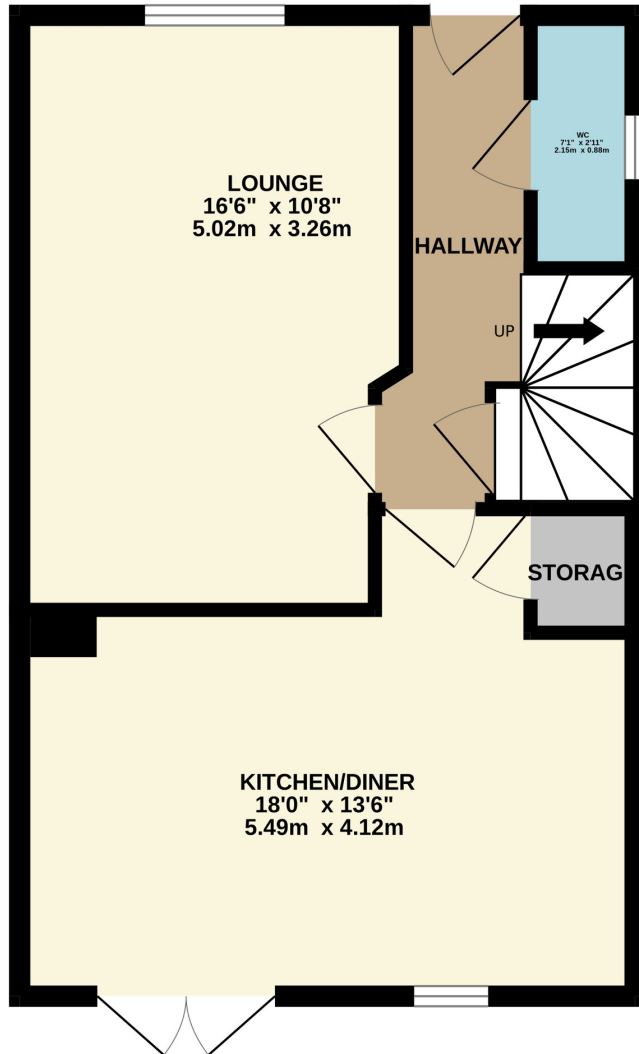 WC
7'1" x 2'11"
2.15m x 0.88m
LOUNGE
16'6" x 10'8"
5.02m x 3.26m
HALLWAY
UP
STORAG
KITCHEN/DINER
18'0" x 13'6"
5.49m x 4.12m